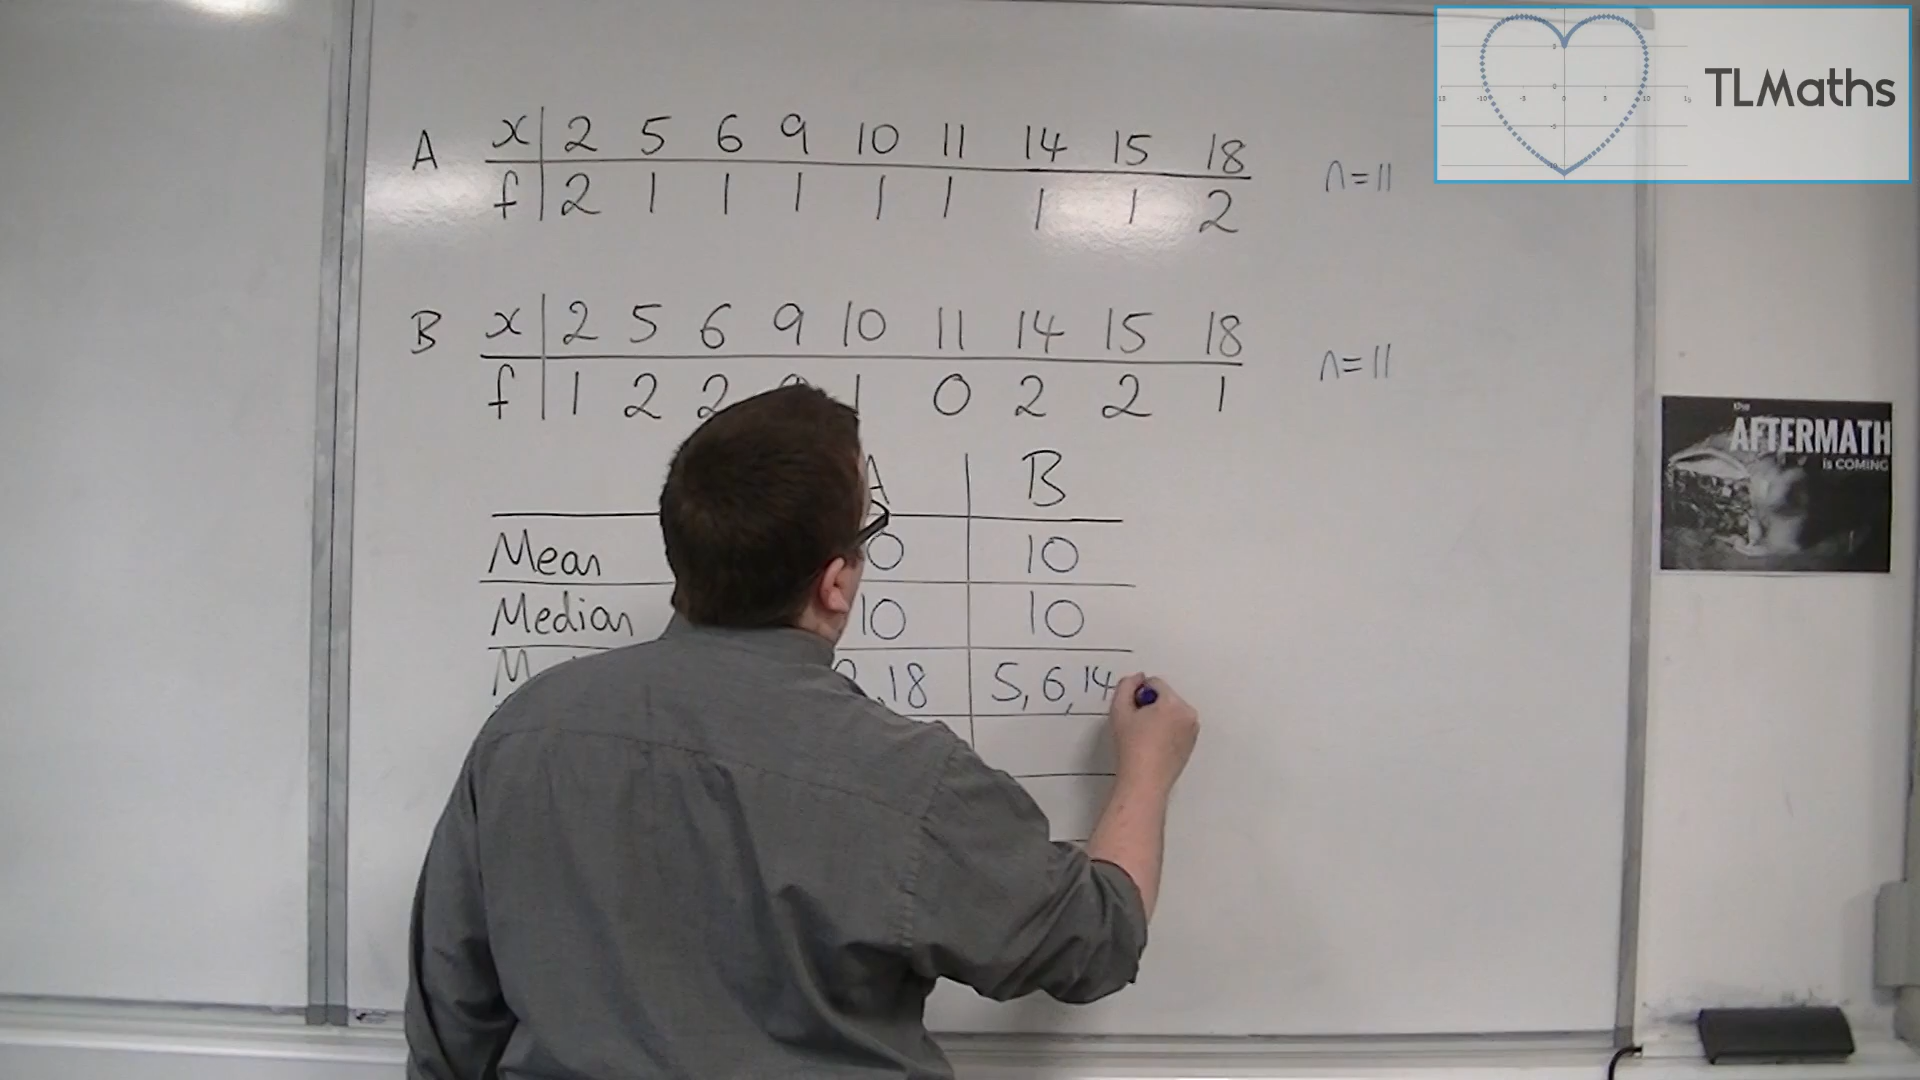 A x 2 5 6 9 10 11 14 15 18
f 2 1 1 1 1 1 1 1 2
n=11
B x 2 5 6 9 10 11 14 15 18
f 1 2 2 1 0 2 2 1
n=11
A B
Mean 10
Median 10 10
,18 5,6,14
TLMaths
the
AFTERMATH
is COMING